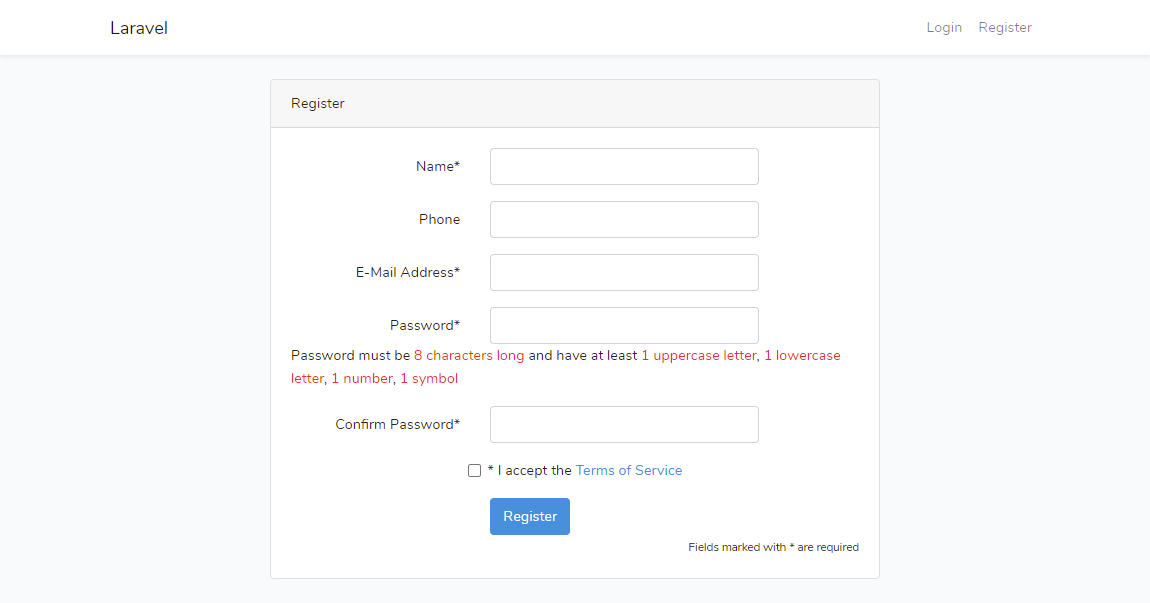 Laravel
Login Register
Register
Name*
Phone
E-Mail Address*
Password*
Password must be 8 characters long and have at least 1 uppercase letter, 1 lowercase
letter, 1 number, 1 symbol
Confirm Password*
* I accept the Terms of Service
Register
Fields marked with * are required